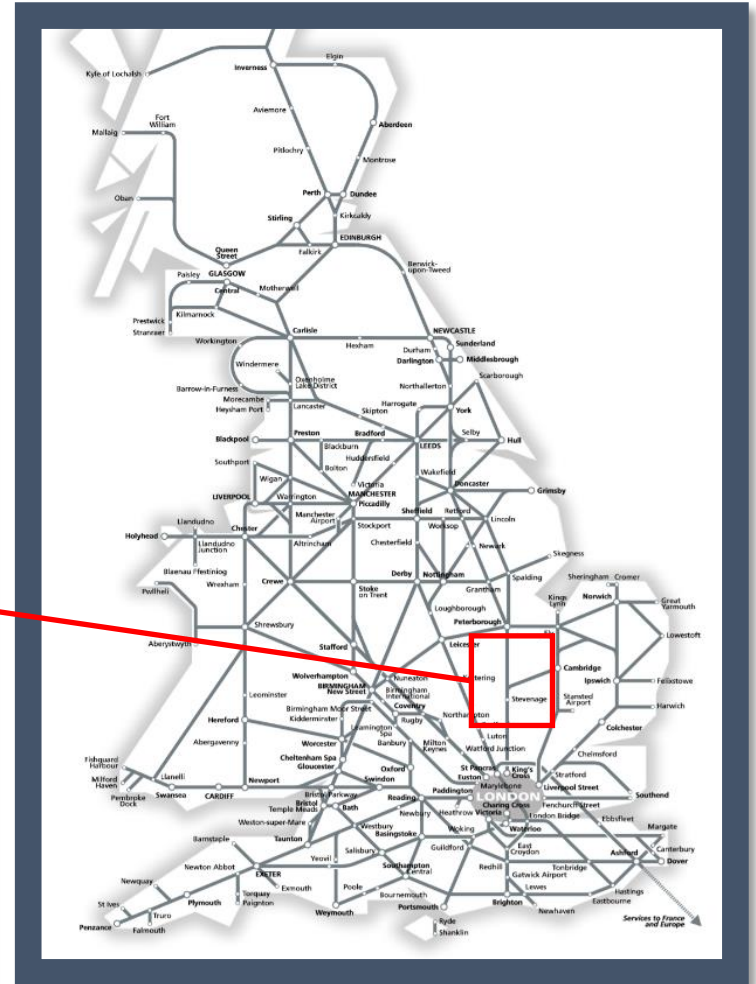 Elgin
Inverness
Kyle of Lochalsh
Aviemore
Fort
William
Aberdeen
Mallaig
Pitlochry
Montrose
Perth
Dundee
Oban
Stirling
Kirkcaldy
EDINBURGH
Queen
Street
Falkirk
Berwick-
upon-Tweed
Paisley
GLASGOW
Central
Motherwell
Prestwick
Kilmarnock
Stranraer
Carlisle
NEWCASTLE
Workington
Hexham
Sunderland
Durham
Darlington
Middlesbrough
Windermere
Scarborough
Oxenholme
Lake District
Barrow-in-Furness
Northallerton
Morecambe
Heysham Port
Lancaster
Harrogate
York
Skipton
Blackpool
Preston
Bradford
Selby
Hull
Blackburn
LEEDS
Southport
Huddersfield
Bolton
Wakefield
Wigan
Victoria
Doncaster
LIVERPOOL
Warrington
MANCHESTER
Piccadilly
Grimsby
Manchester
Airport
Sheffield
Retford
Lincoln
Llandudno
Stockport
Worksop
Holyhead
Chester
Llandudno
Junction
Altrincham
Chesterfield
Newark
Skegness
Blaenau Ffestiniog
Crewe
Derby
Nottingham
Spalding
Sheringham
Cromer
Pwllheli
Wrexham
Stoke
on Trent
Grantham
Kings
Lynn
Norwich
Great
Yarmouth
Loughborough
Shrewsbury
Peterborough
Aberystwyth
Stafford
Leicester
Lowestoft
Wolverhampton
Nuneaton
Cambridge
BIRMINGHAM
New Street
Birmingham
International
Ipswich
Felixstowe
Leominster
Coventry
Stevenage
Stansted
Airport
Birmingham Moor Street
Harwich
Kidderminster
Rugby
Northampton
Hereford
Leamington
Spa
Colchester
Abergavenny
Worcester
Banbury
Milton
Keynes
Luton
Watford Junction
Chelmsford
Fishguard
Harbour
Cheltenham Spa
Gloucester
Oxford
St Pancras
King's
Cross
Euston
Stratford
Milford
Haven
Llanelli
Swindon
Marylebone
Liverpool Street
Swansea
CARDIFF
Newport
Bristol Parkway
Paddington
LONDON
Southend
Pembroke
Dock
Bristol
Temple Meads
Bath
Reading
Charing Cross
Fenchurch Street
Newbury
Heathrow
Victoria
London Bridge
Ebbsfleet
Weston-super-Mare
Westbury
Waterloo
Margate
Barnstaple
Taunton
Basingstoke
Woking
East
Croydon
Canterbury
Salisbury
Guildford
Ashford
Dover
Newton Abbot
Yeovil
Southampton
Central
Redhill
Tonbridge
EXETER
Gatwick Airport
Newquay
Exmouth
Poole
Lewes
Hastings
St Ives
Torquay
Paignton
Bournemouth
Eastbourne
Plymouth
Portsmouth
Brighton
Newhaven
Truro
Weymouth
Penzance
Falmouth
Ryde
Shanklin
Services to France
and Europe